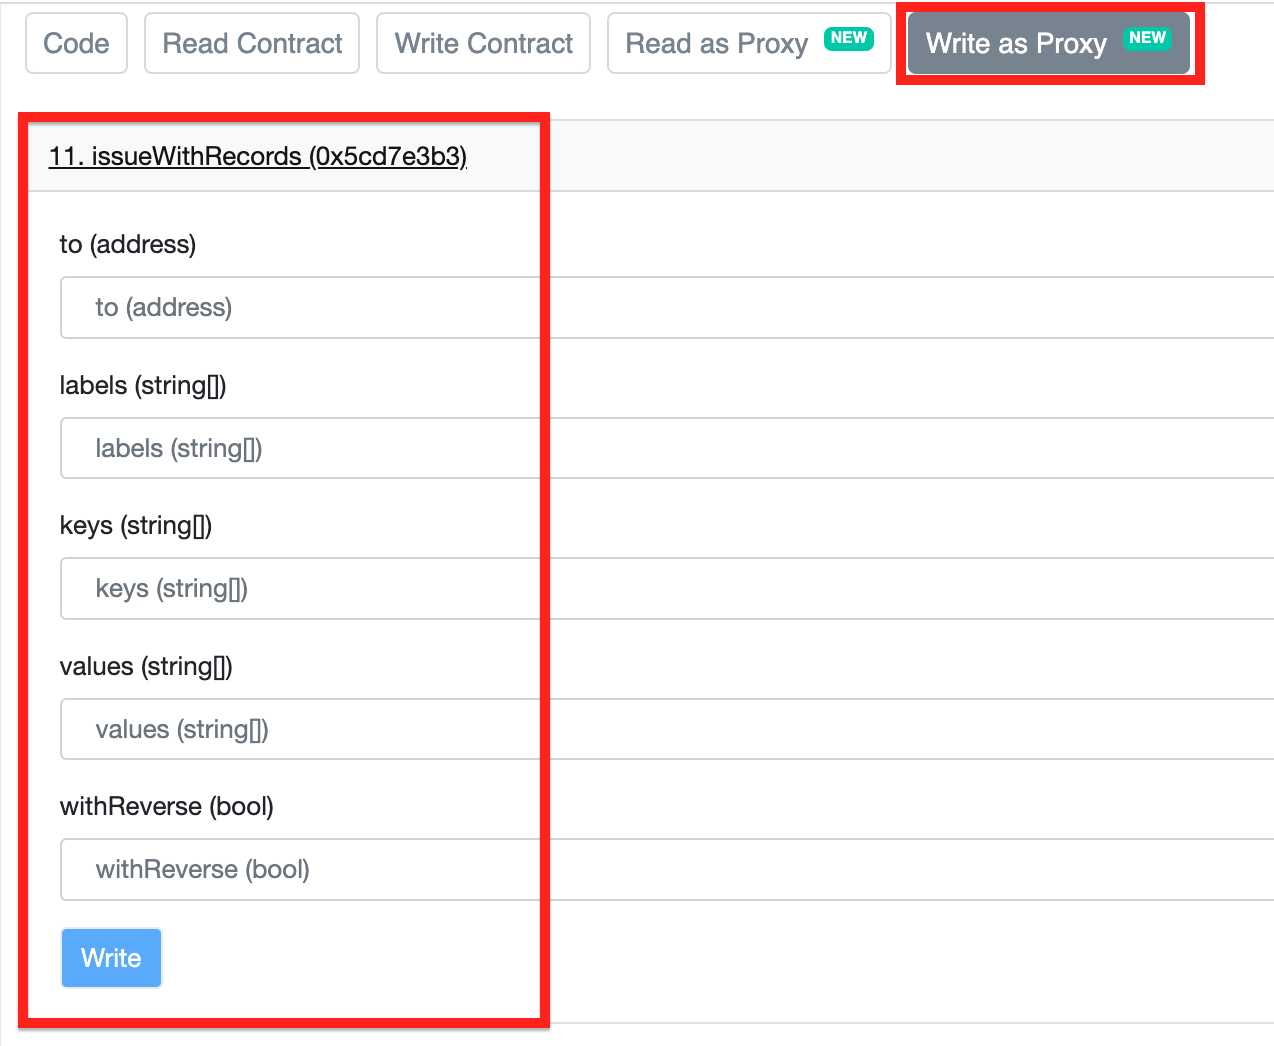 Code Read Contract Write Contract Read as Proxy NEW Write as Proxy NEW
11. issueWithRecords (0x5cd7e3b3)
to (address)
to (address)
labels (string[])
labels (string[])
keys (string[])
keys (string[])
values (string[])
values (string[])
withReverse (bool)
withReverse (bool)
Write